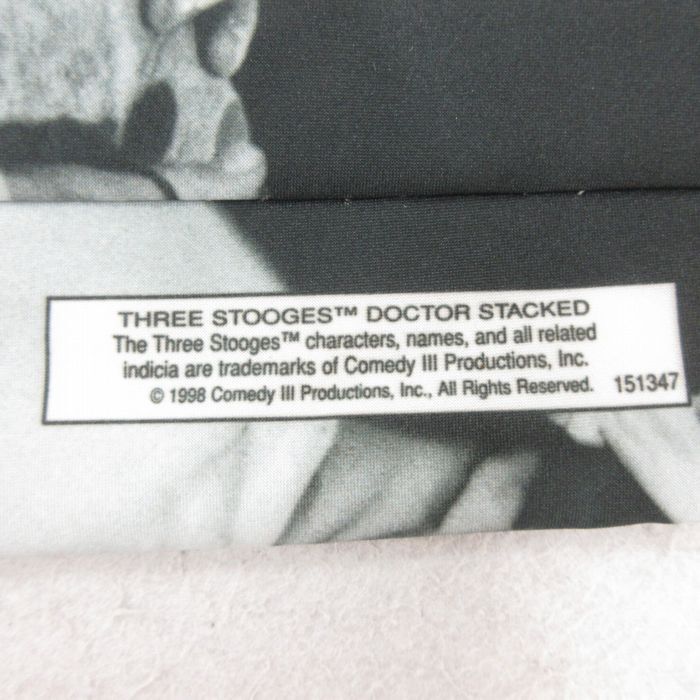 THREE STOOGES™ DOCTOR STACKED
The Three Stooges™ characters, names, and all related
indicia are trademarks of Comedy III Productions, Inc.
© 1998 Comedy III Productions, Inc., All Rights Reserved. 151347